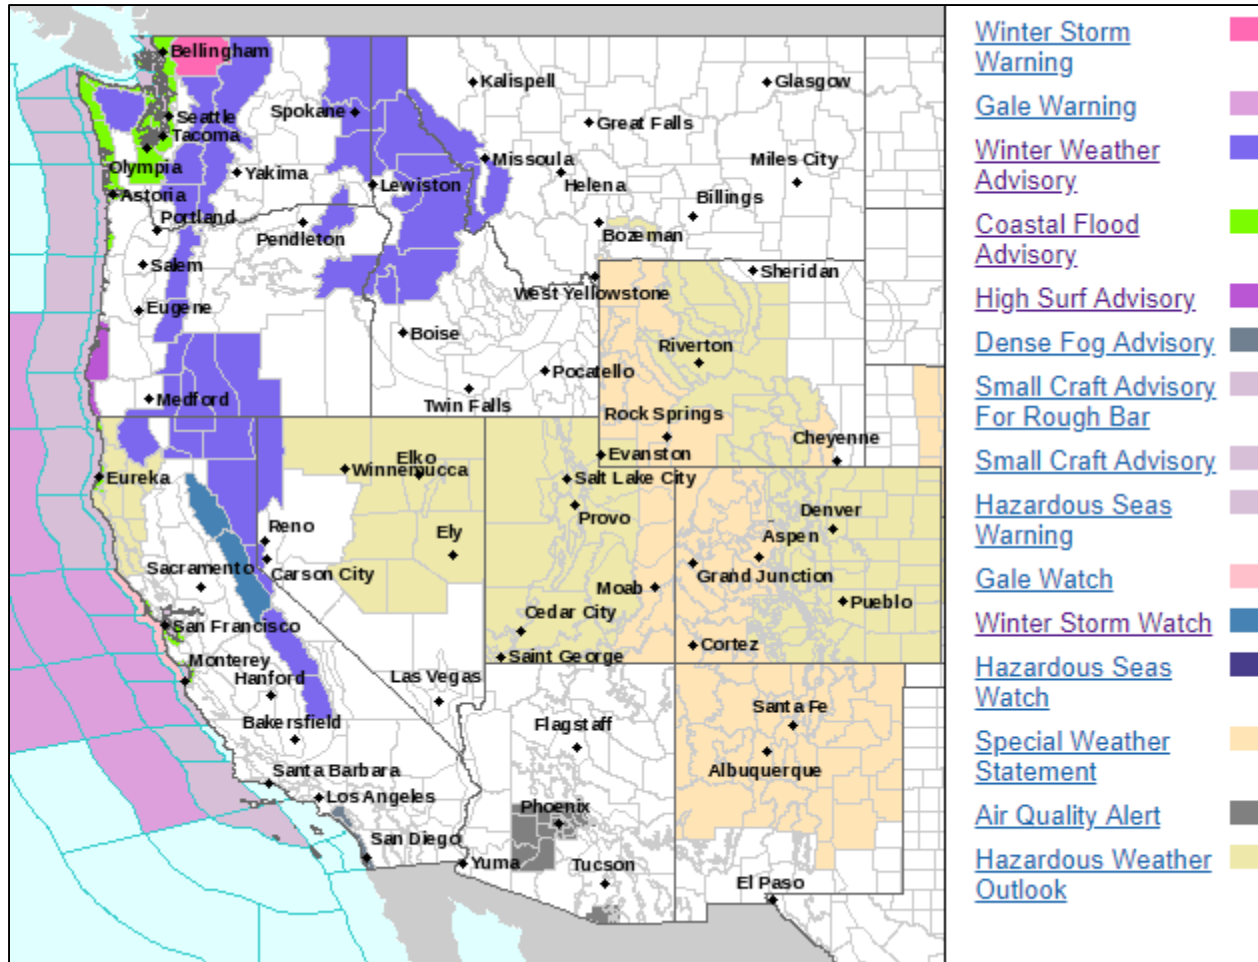 Bellingham
Kalispell
Glasgow
Spokane
Seattle
Great Falls
Tacoma
Olympia
Yakima
Missoula
Miles City
Helena
Lewiston
Astoria
Billings
Portland
Pendleton
Bozeman
Salem
Sheridan
West Yellowstone
Eugene
Boise
Riverton
Pocatello
Medford
Twin Falls
Rock Springs
Cheyenne
Evanston
Elko
Winnemucca
Eureka
Salt Lake City
Provo
Denver
Reno
Ely
Aspen
Sacramento
Carson City
Grand Junction
Moab
Pueblo
Cedar City
San Francisco
Cortez
Saint George
Monterey
Hanford
Las Vegas
Santa Fe
Bakersfield
Flagstaff
Albuquerque
Santa Barbara
Los Angeles
Phoenix
San Diego
Yuma
Tucson
El Paso
Winter Storm
Warning
Gale Warning
Winter Weather
Advisory
Coastal Flood
Advisory
High Surf Advisory
Dense Fog Advisory
Small Craft Advisory
For Rough Bar
Small Craft Advisory
Hazardous Seas
Warning
Gale Watch
Winter Storm Watch
Hazardous Seas
Watch
Special Weather
Statement
Air Quality Alert
Hazardous Weather
Outlook